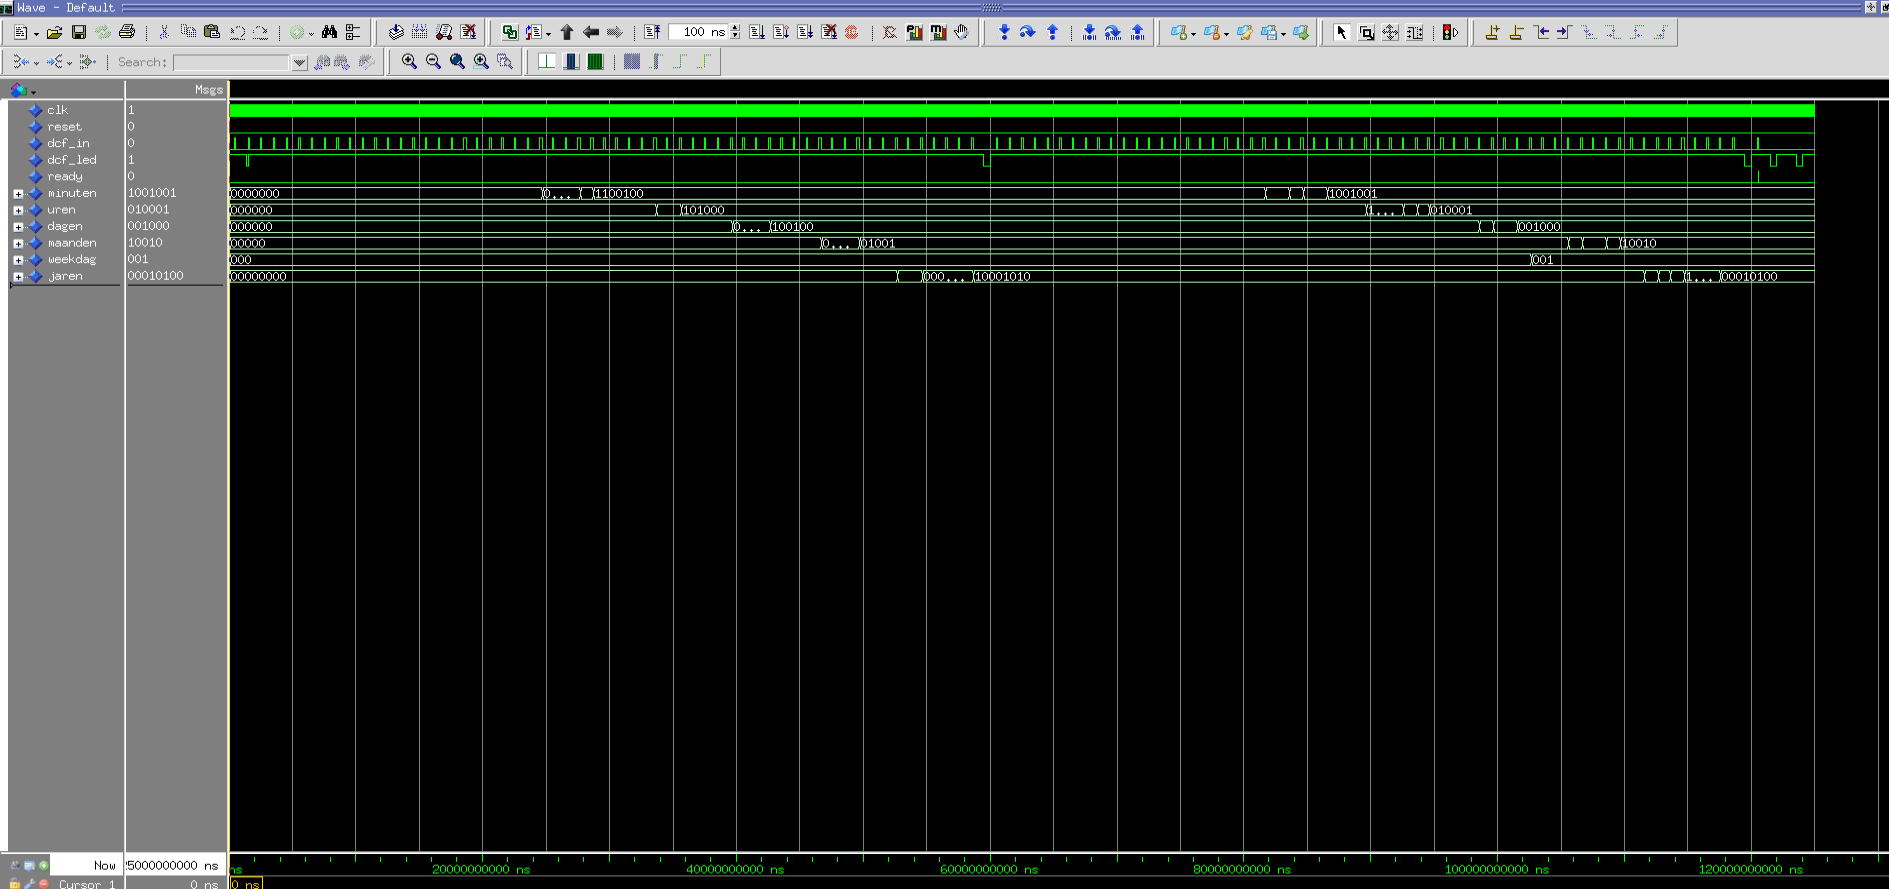 Wave - Default
100 ns
Search:
Msgs
clk 1
reset 0
dcf_in 0
dcf_led 1
ready 0
minuten 1001001 0000000 0... 1100100 1001001
uren 010001 000000 101000 1... 010001
dagen 001000 000000 0... 100100 001000
maanden 10010 00000 0... 01001 10010
weekdag 001 000 001
jaren 00010100 00000000 000... 10001010 1... 00010100
Now 5000000000 ns ns 20000000000 ns 40000000000 ns 60000000000 ns 80000000000 ns 100000000000 ns 120000000000 ns
Cursor 1 0 ns 0 ns